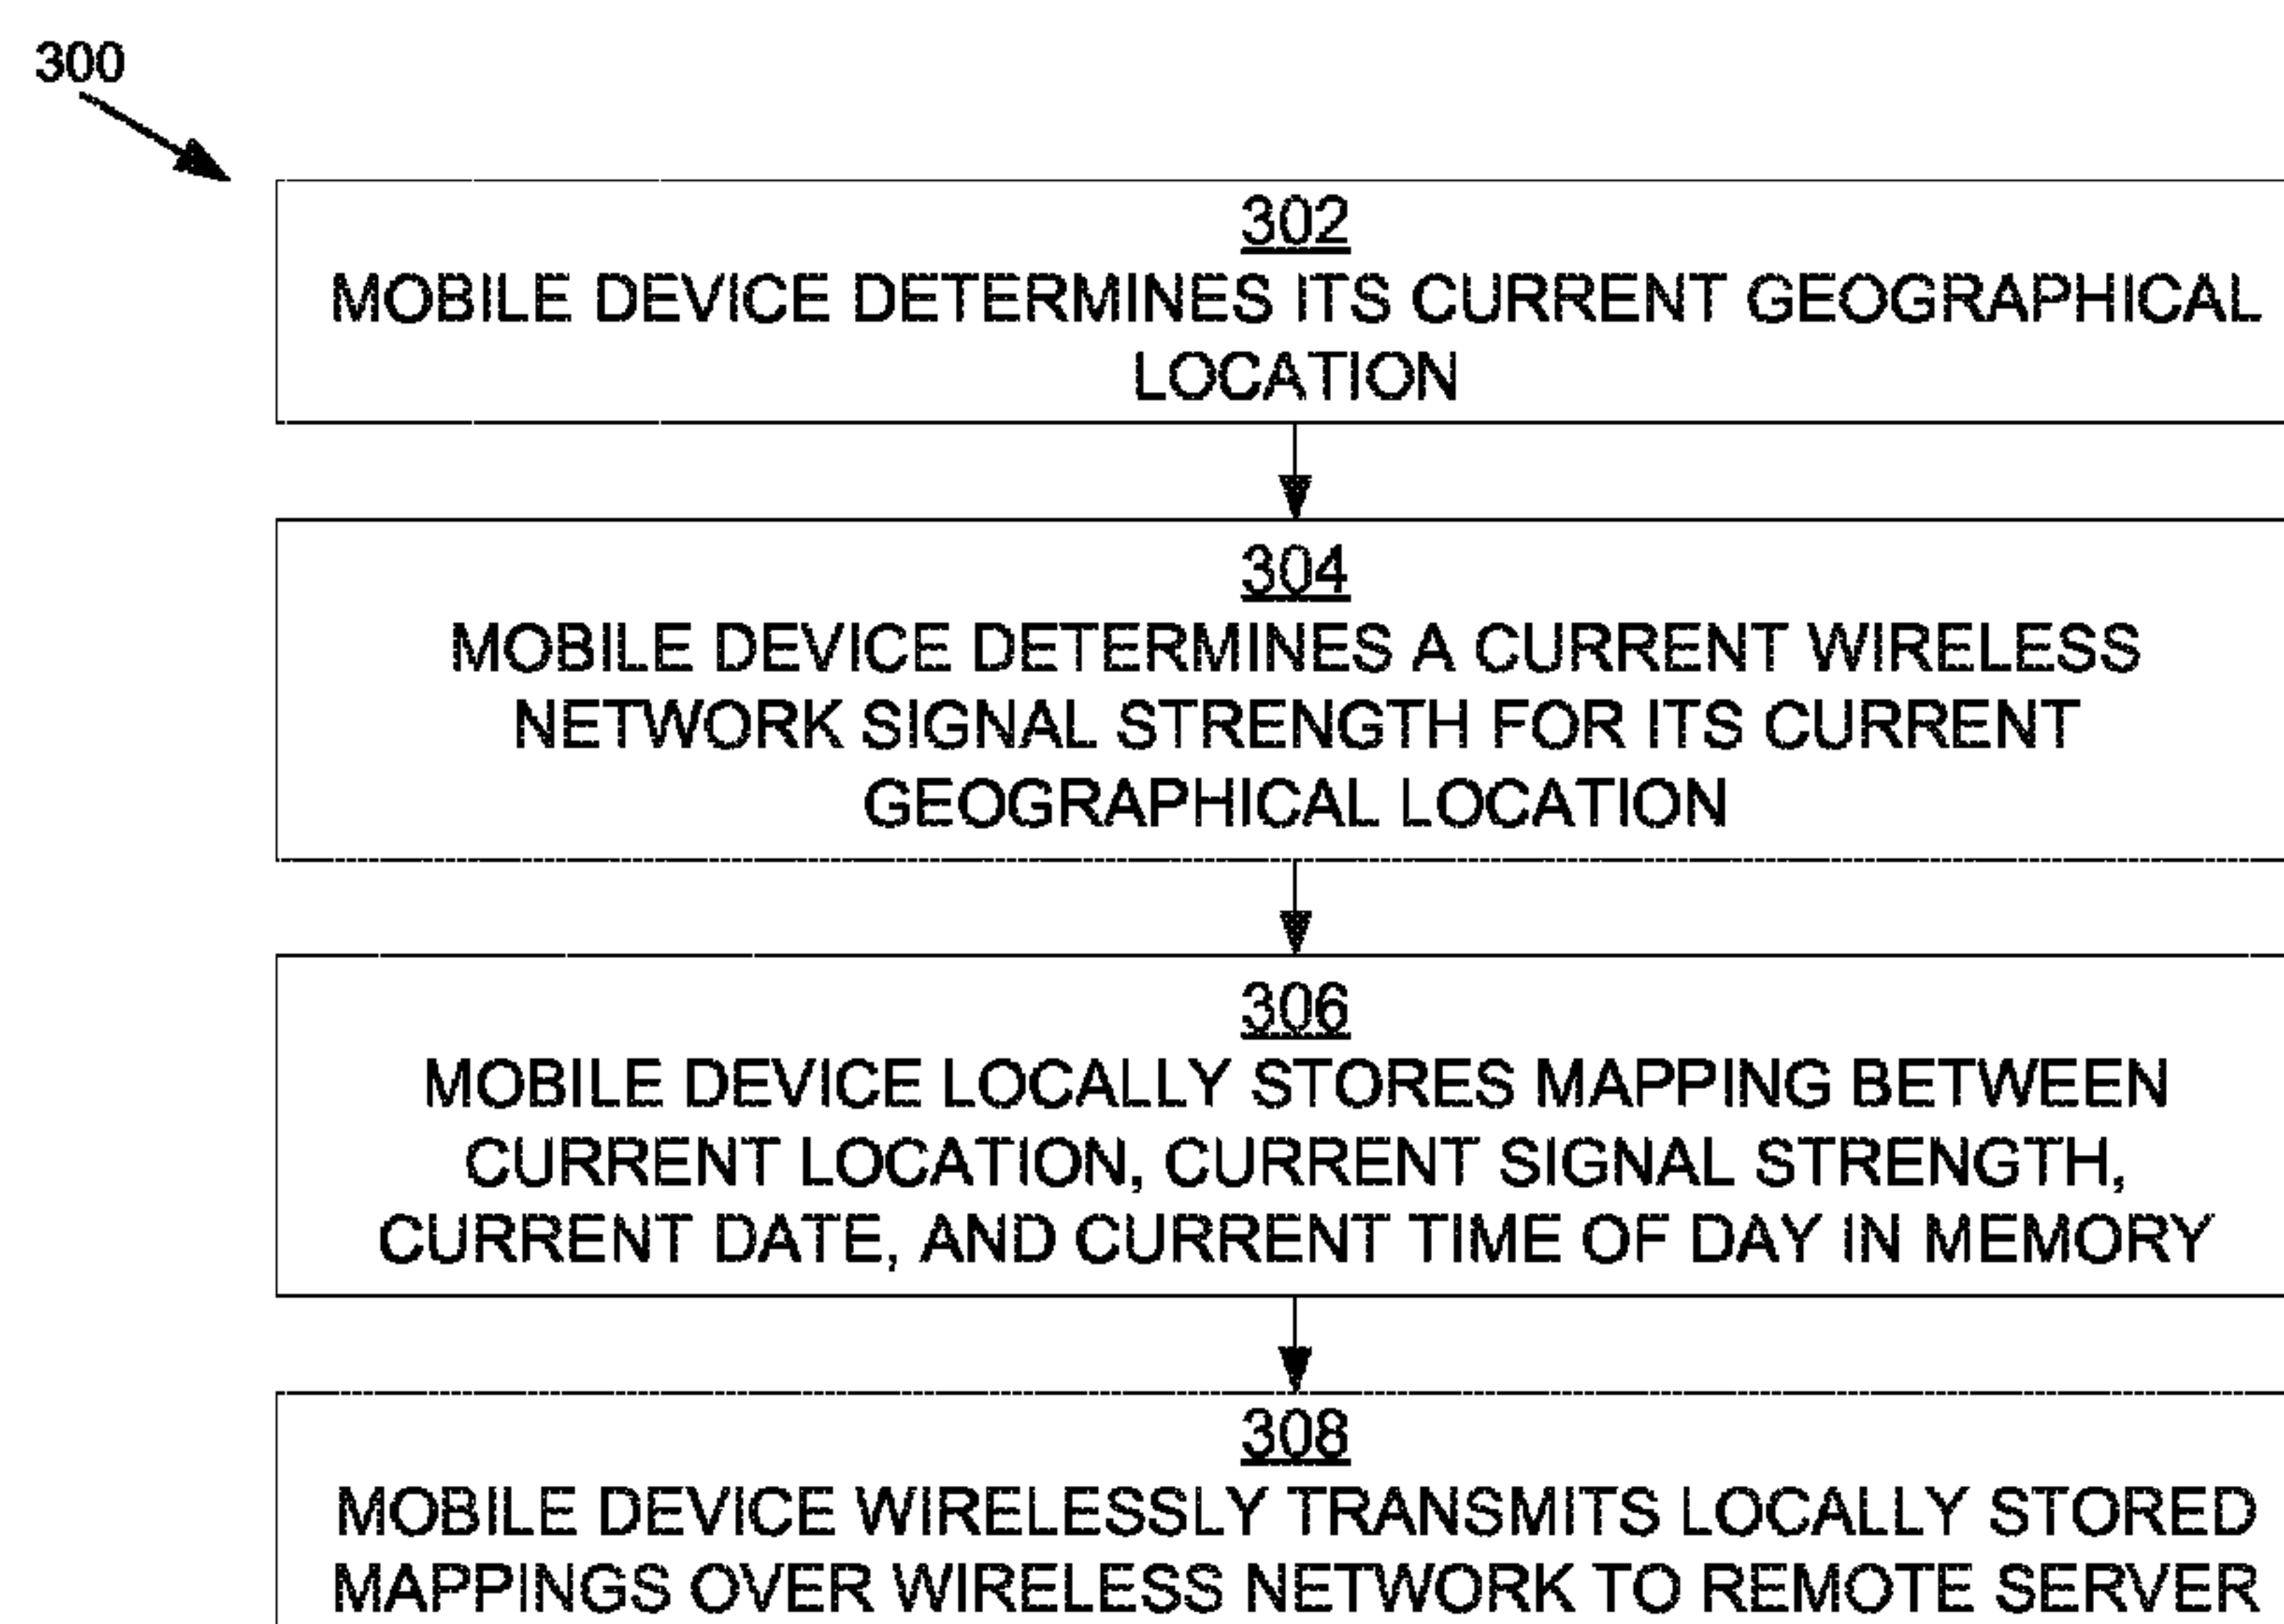 300
302
MOBILE DEVICE DETERMINES ITS CURRENT GEOGRAPHICAL
LOCATION
304
MOBILE DEVICE DETERMINES A CURRENT WIRELESS
NETWORK SIGNAL STRENGTH FOR ITS CURRENT
GEOGRAPHICAL LOCATION
306
MOBILE DEVICE LOCALLY STORES MAPPING BETWEEN
CURRENT LOCATION, CURRENT SIGNAL STRENGTH,
CURRENT DATE, AND CURRENT TIME OF DAY IN MEMORY
308
MOBILE DEVICE WIRELESSLY TRANSMITS LOCALLY STORED
MAPPINGS OVER WIRELESS NETWORK TO REMOTE SERVER